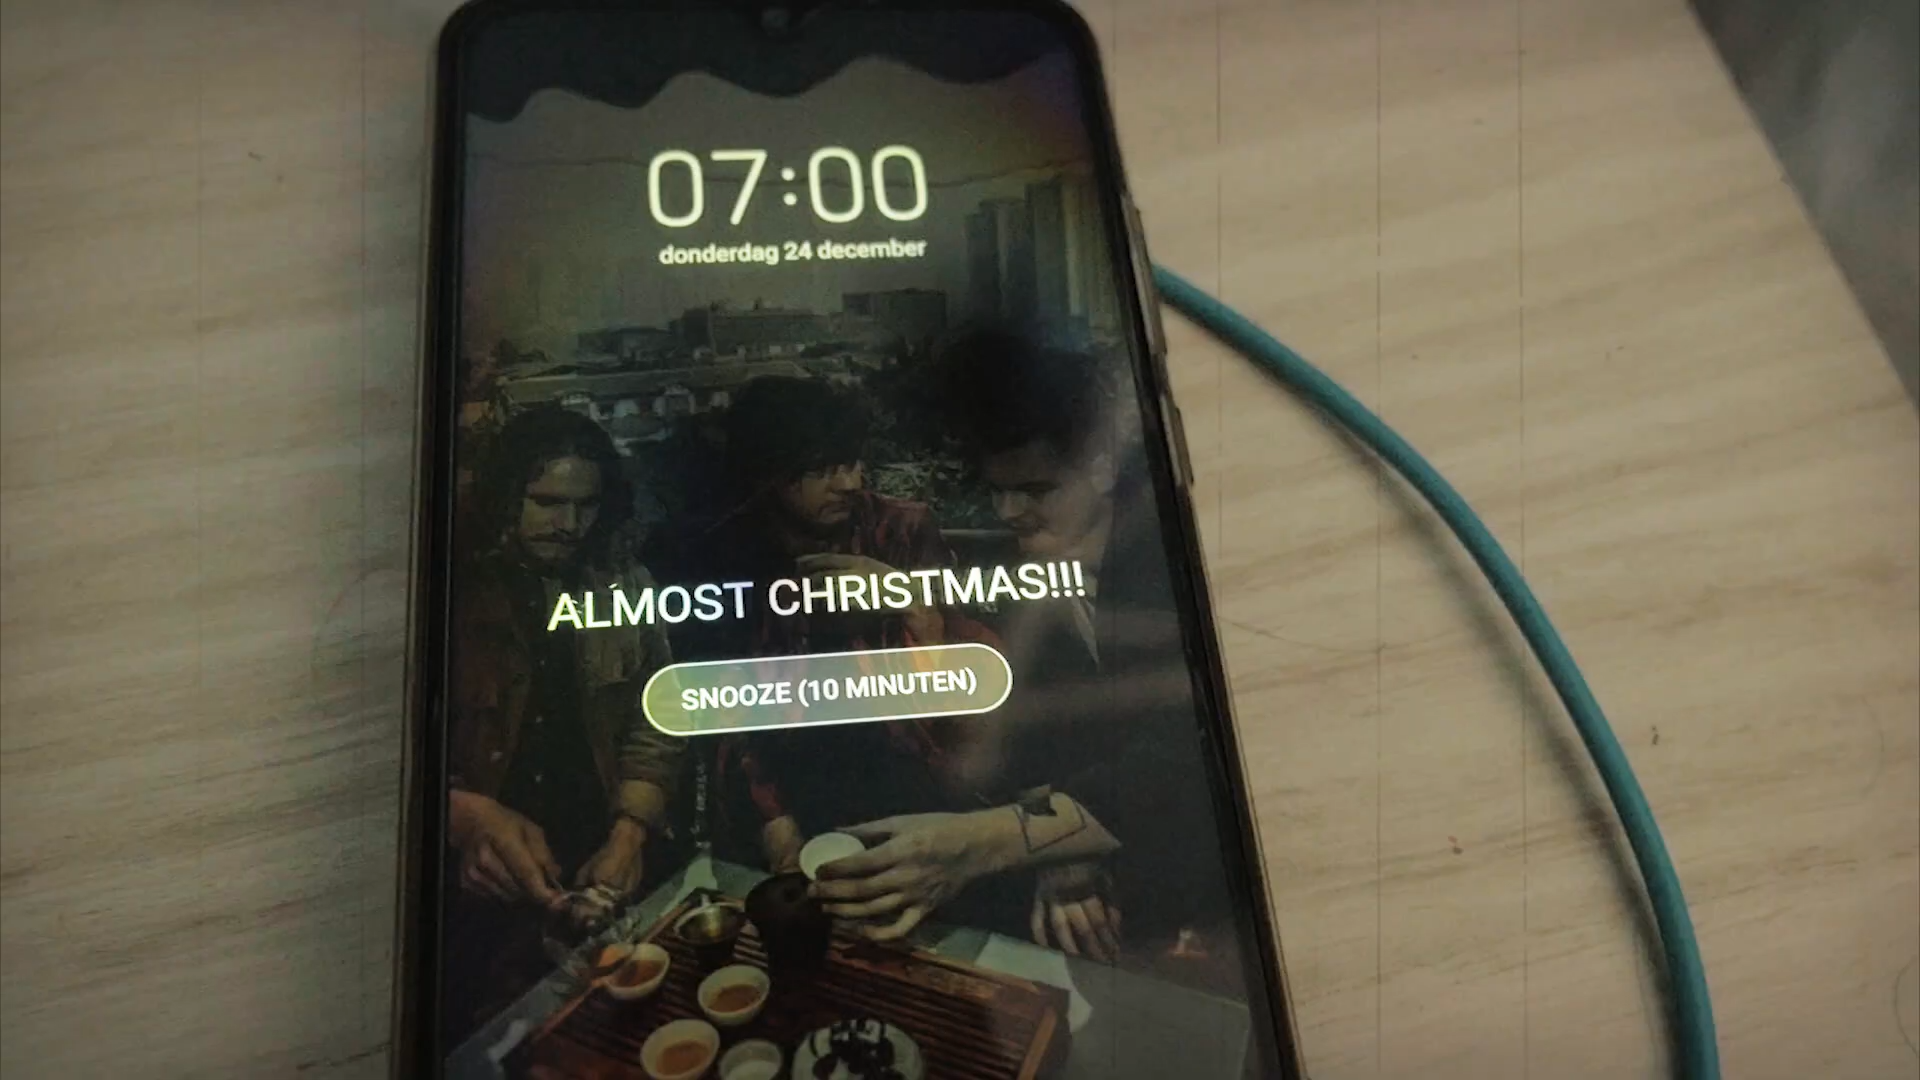 07:00
donderdag 24 december
ALMOST CHRISTMAS!!!
SNOOZE (10 MINUTEN)